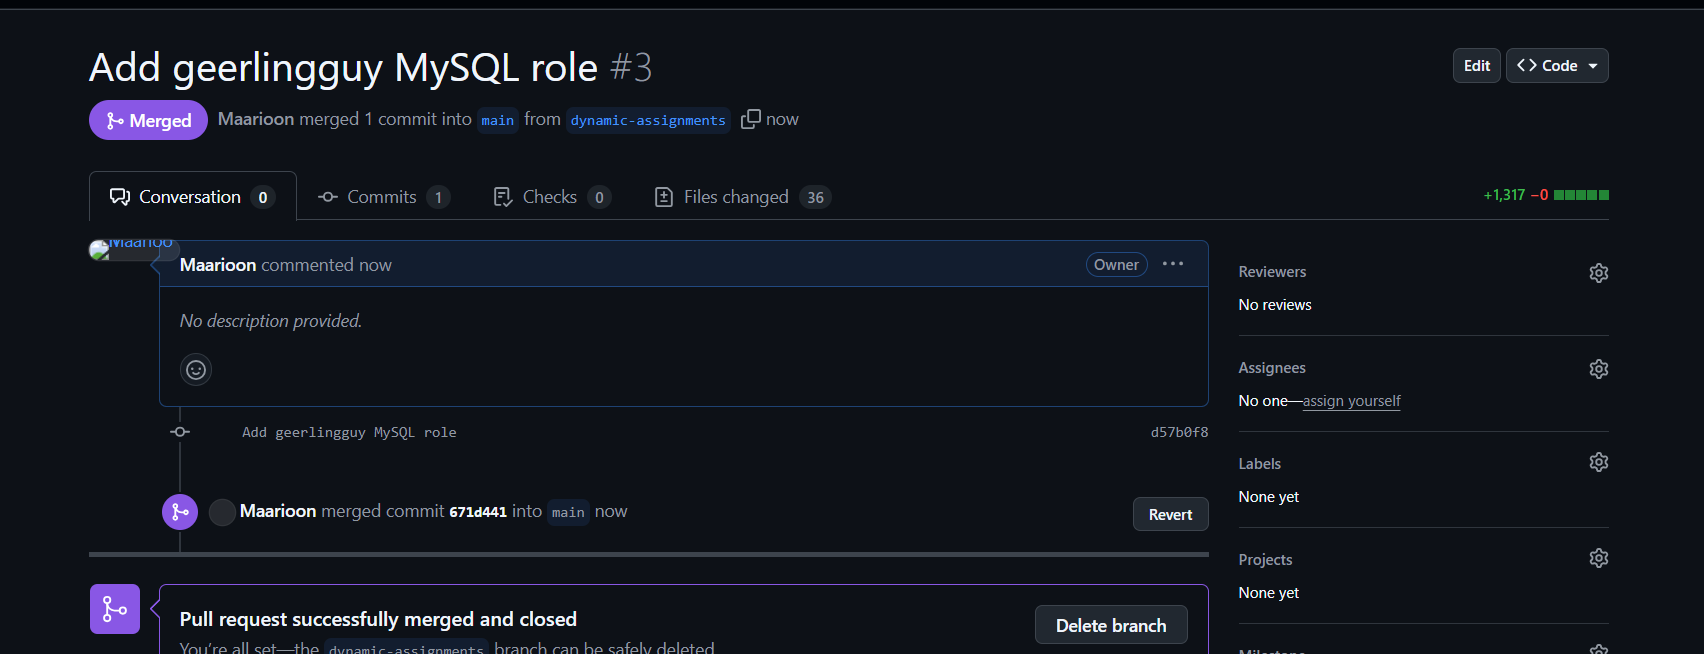 Add geerlingguy MySQL role #3
Edit
Code
Merged
Maarioon merged 1 commit into main from dynamic-assignments now
Conversation 0
Commits 1
Checks 0
Files changed 36
+1,317 −0
Maarioon commented now
Owner
No description provided.
Add geerlingguy MySQL role
d57b0f8
Maarioon merged commit 671d441 into main now
Revert
Pull request successfully merged and closed
You're all set—the dynamic-assignments branch can be safely deleted
Delete branch
Reviewers
No reviews
Assignees
No one—assign yourself
Labels
None yet
Projects
None yet
Milestone